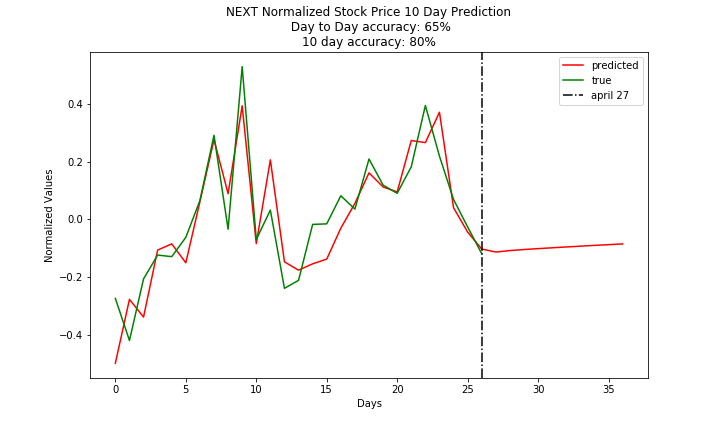 NEXT Normalized Stock Price 10 Day Prediction
Day to Day accuracy: 65%
10 day accuracy: 80%
predicted
true
april 27
Normalized Values
0.4
0.2
0.0
−0.2
−0.4
0 5 10 15 20 25 30 35
Days